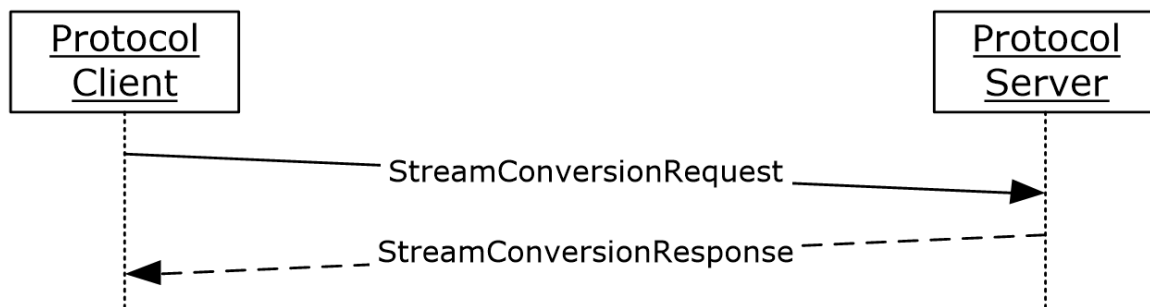 Protocol
Client
Protocol
Server
StreamConversionRequest
StreamConversionResponse